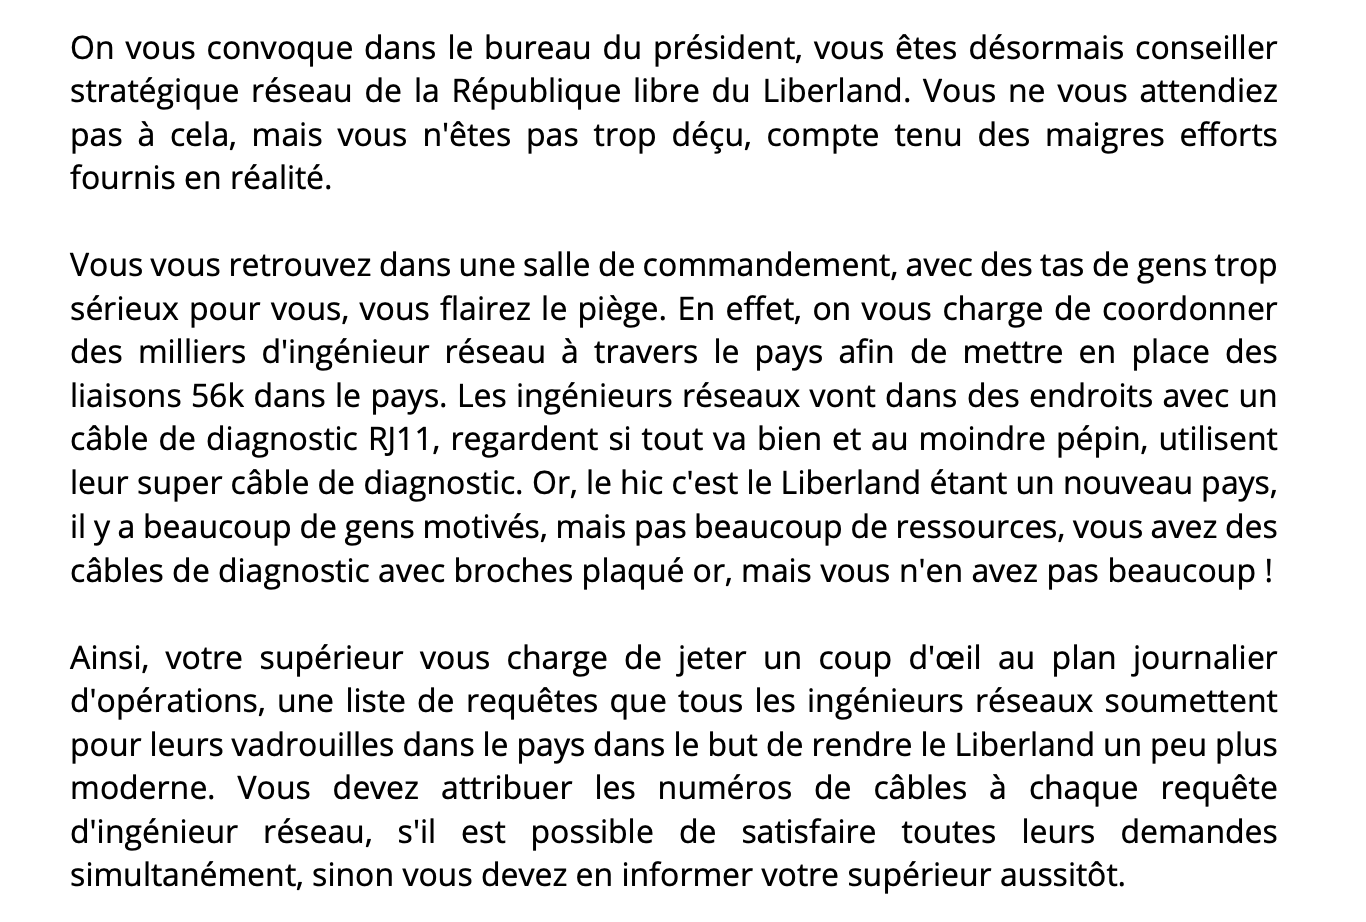 On vous convoque dans le bureau du président, vous êtes désormais conseiller
stratégique réseau de la République libre du Liberland. Vous ne vous attendiez
pas à cela, mais vous n'êtes pas trop déçu, compte tenu des maigres efforts
fournis en réalité.
Vous vous retrouvez dans une salle de commandement, avec des tas de gens trop
sérieux pour vous, vous flairez le piège. En effet, on vous charge de coordonner
des milliers d'ingénieur réseau à travers le pays afin de mettre en place des
liaisons 56k dans le pays. Les ingénieurs réseaux vont dans des endroits avec un
câble de diagnostic RJ11, regardent si tout va bien et au moindre pépin, utilisent
leur super câble de diagnostic. Or, le hic c'est le Liberland étant un nouveau pays,
il y a beaucoup de gens motivés, mais pas beaucoup de ressources, vous avez des
câbles de diagnostic avec broches plaqué or, mais vous n'en avez pas beaucoup !
Ainsi, votre supérieur vous charge de jeter un coup d'œil au plan journalier
d'opérations, une liste de requêtes que tous les ingénieurs réseaux soumettent
pour leurs vadrouilles dans le pays dans le but de rendre le Liberland un peu plus
moderne. Vous devez attribuer les numéros de câbles à chaque requête
d'ingénieur réseau, s'il est possible de satisfaire toutes leurs demandes
simultanément, sinon vous devez en informer votre supérieur aussitôt.